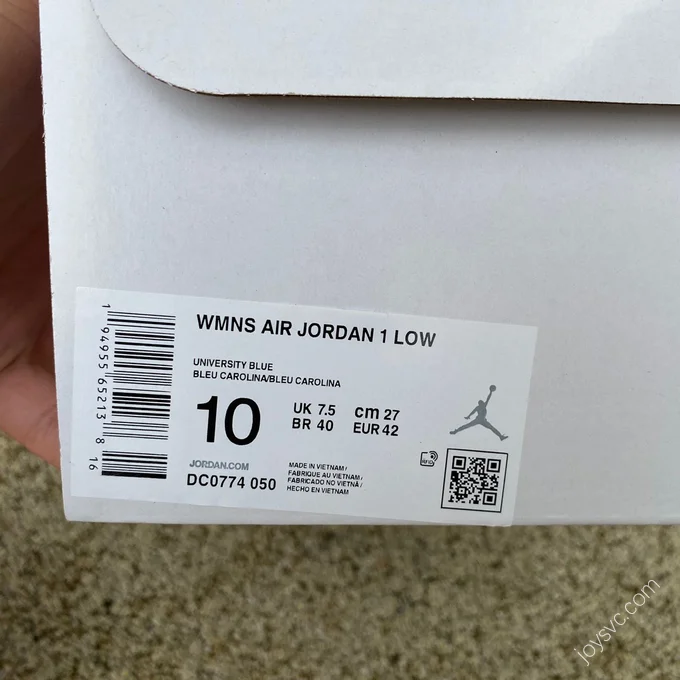 WMNS AIR JORDAN 1 LOW
UNIVERSITY BLUE
BLEU CAROLINA/BLEU CAROLINA
10
UK 7.5 cm 27
BR 40 EUR 42
JORDAN.COM
DC0774 050
MADE IN VIETNAM /
FABRIQUE AU VIETNAM /
FABRICADO NO VIETNÃ /
HECHO EN VIETNAM
RFID
1 94955 65213 8 16
joysvc.com